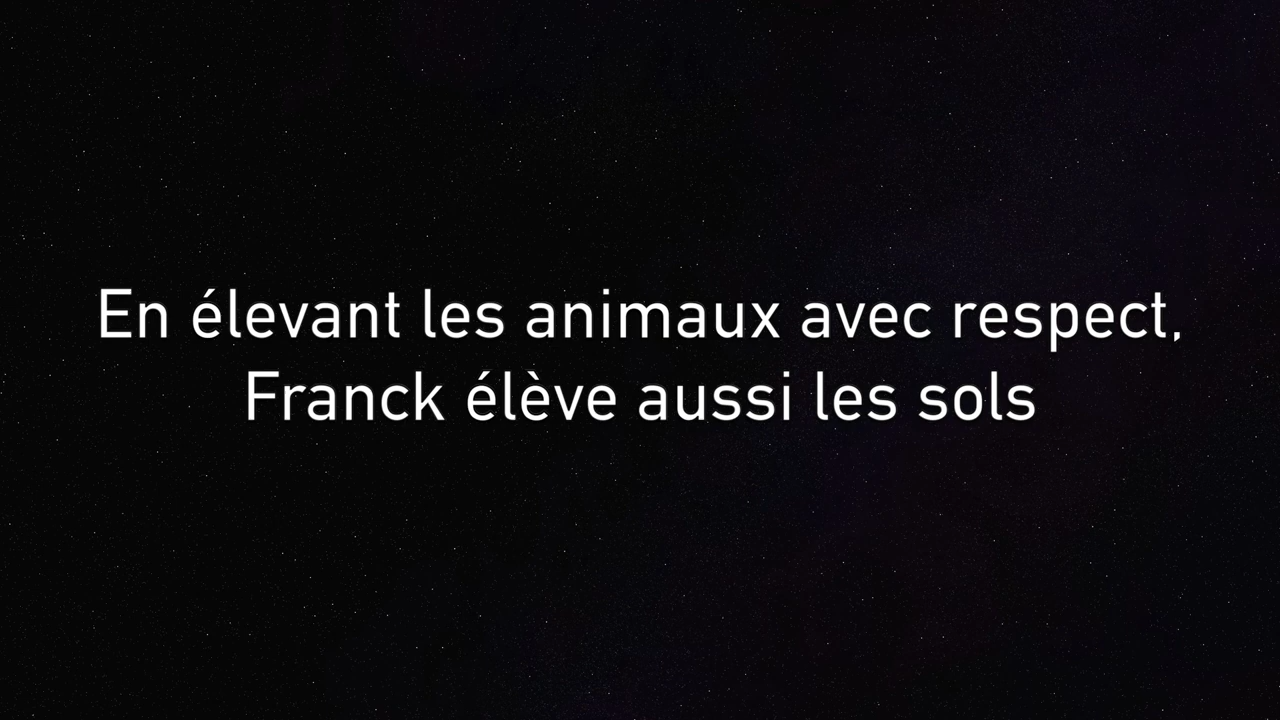 En élevant les animaux avec respect,
Franck élève aussi les sols